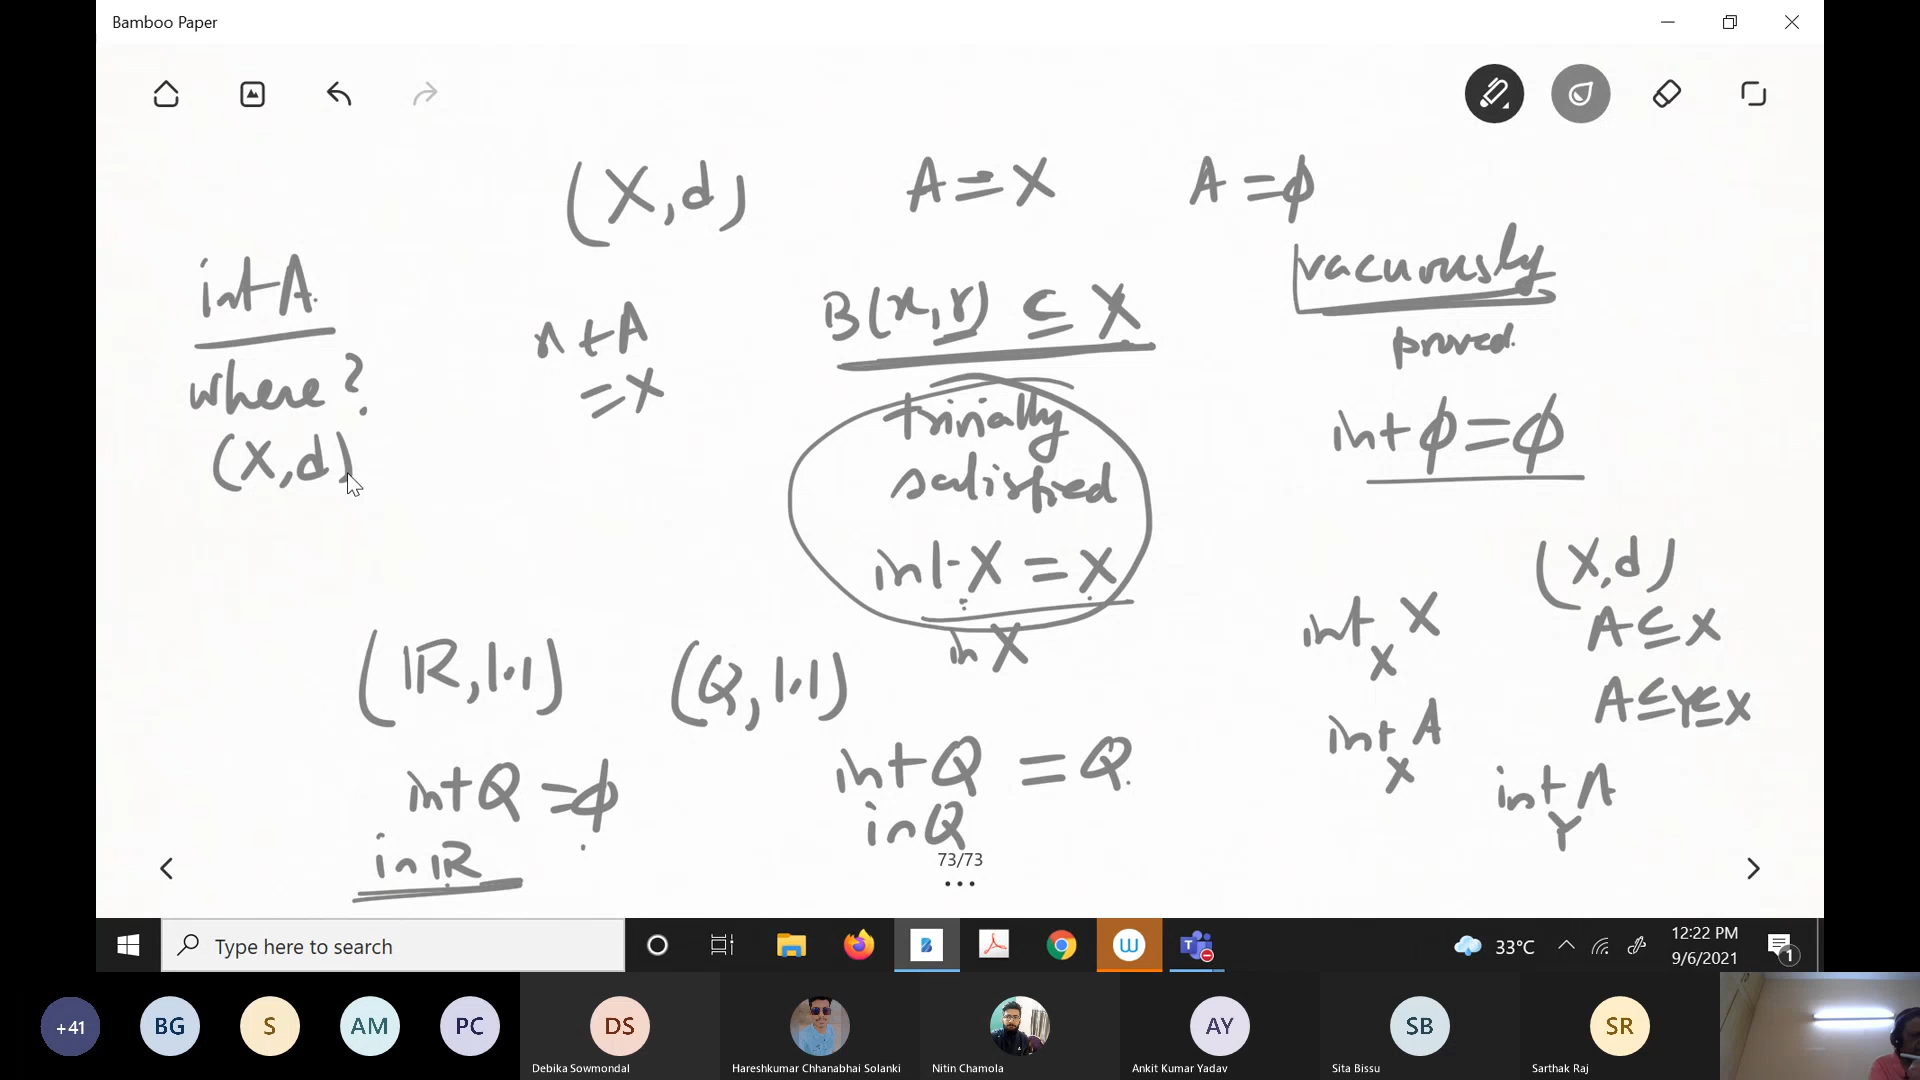 Bamboo Paper
(X,d) A=X A=ϕ
int A.
where?
(X,d)
x ∈ A
=X
B(x,r) ⊆ X
trivially
satisfied
int X = X
in X
vacuously
proved.
int ϕ=ϕ
(X,d)
A⊆X
A⊆Y⊆X
int X
X
int A
X
int A
Y
(ℝ,|·|)
int Q =ϕ
in ℝ
(Q,|·|)
int Q = Q.
in Q
73/73
Type here to search
33°C
12:22 PM
9/6/2021
1
+41
BG
S
AM
PC
DS
Debika Sowmondal
Hareshkumar Chhanabhai Solanki
Nitin Chamola
AY
Ankit Kumar Yadav
SB
Sita Bissu
SR
Sarthak Raj